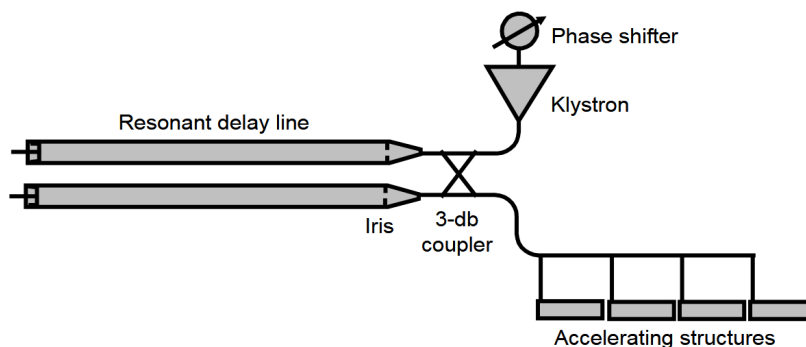 Phase shifter
Klystron
Resonant delay line
Iris
3-db
coupler
Accelerating structures